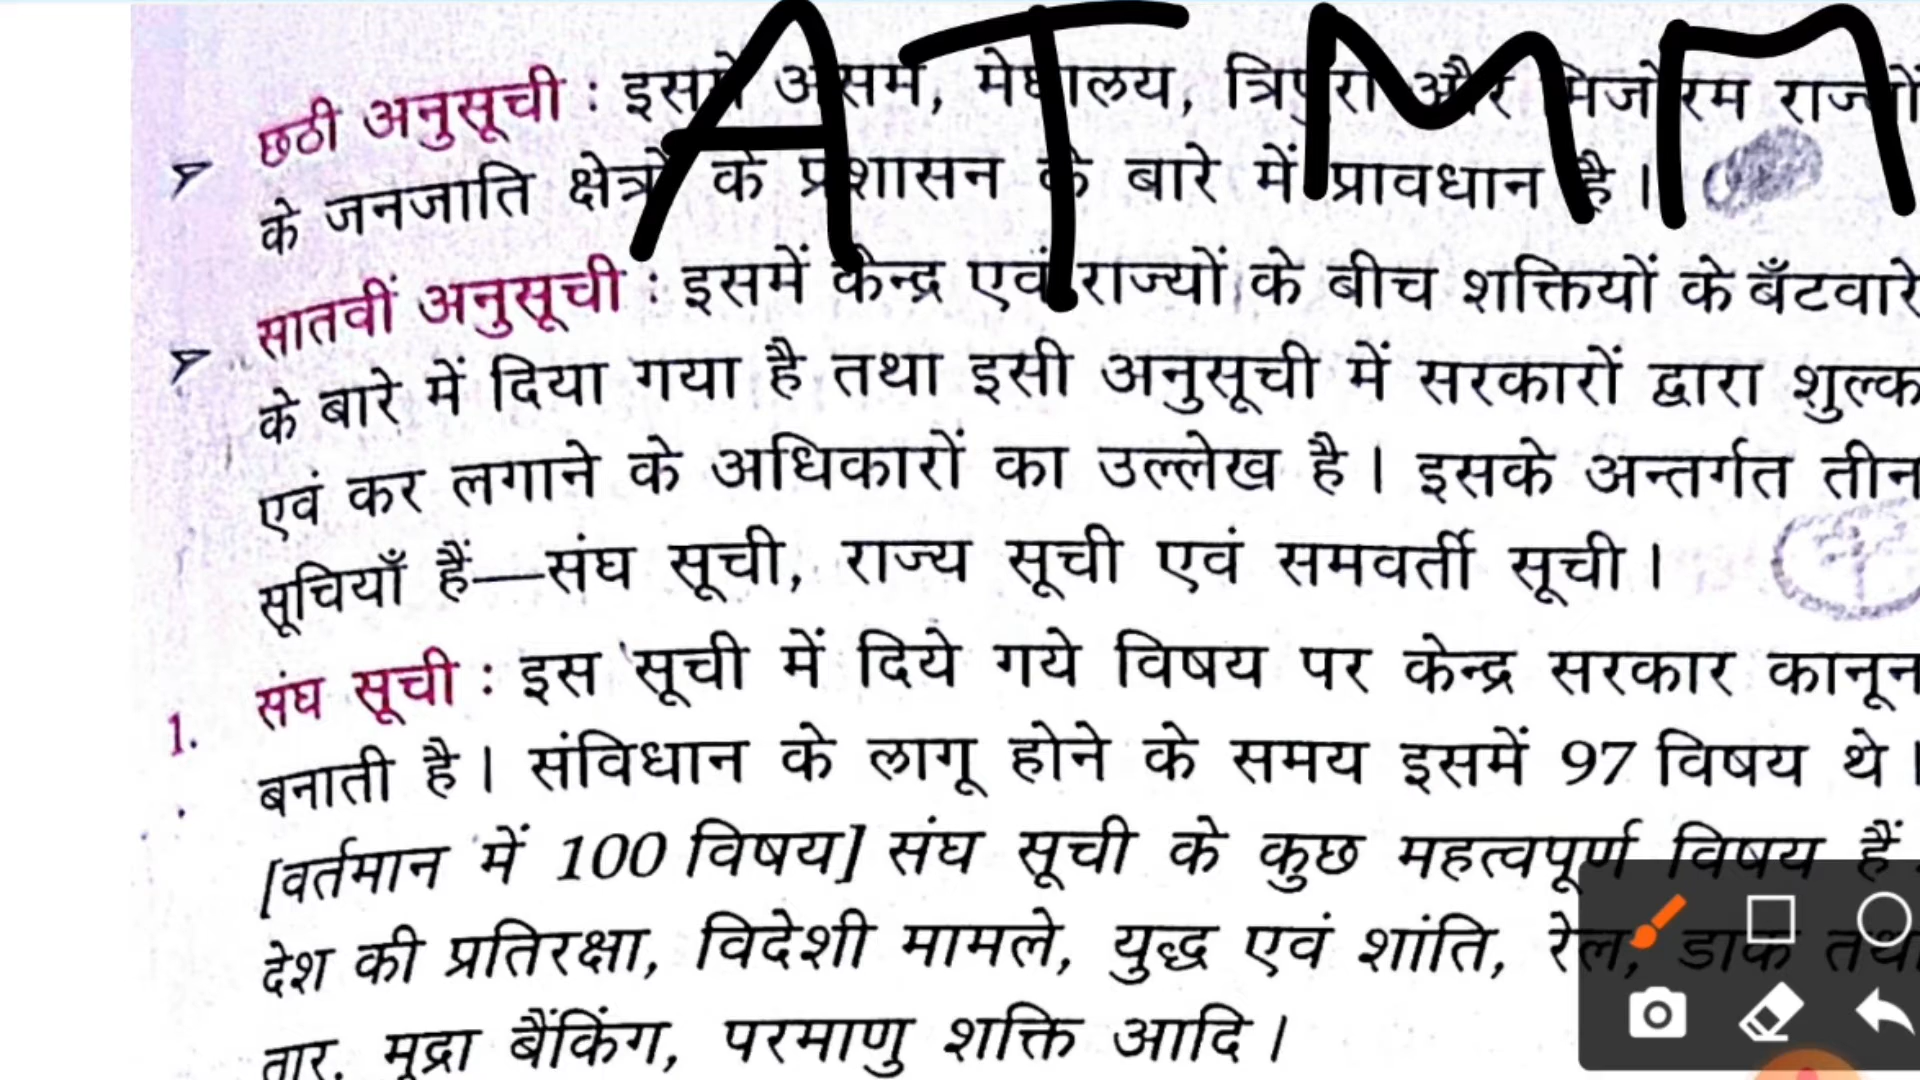 ATMM
छठी अनुसूची : इसमें असम, मेघालय, त्रिपुरा और मिजोरम राज्यों
के जनजाति क्षेत्रों के प्रशासन के बारे में प्रावधान है।
सातवीं अनुसूची : इसमें केन्द्र एवं राज्यों के बीच शक्तियों के बँटवारे
के बारे में दिया गया है तथा इसी अनुसूची में सरकारों द्वारा शुल्क
एवं कर लगाने के अधिकारों का उल्लेख है। इसके अन्तर्गत तीन
सूचियाँ हैं—संघ सूची, राज्य सूची एवं समवर्ती सूची।
1. संघ सूची : इस सूची में दिये गये विषय पर केन्द्र सरकार कानून
बनाती है। संविधान के लागू होने के समय इसमें 97 विषय थे।
[वर्तमान में 100 विषय] संघ सूची के कुछ महत्वपूर्ण विषय हैं
देश की प्रतिरक्षा, विदेशी मामले, युद्ध एवं शांति, रेल, डाक तथा
तार, मुद्रा बैंकिंग, परमाणु शक्ति आदि।